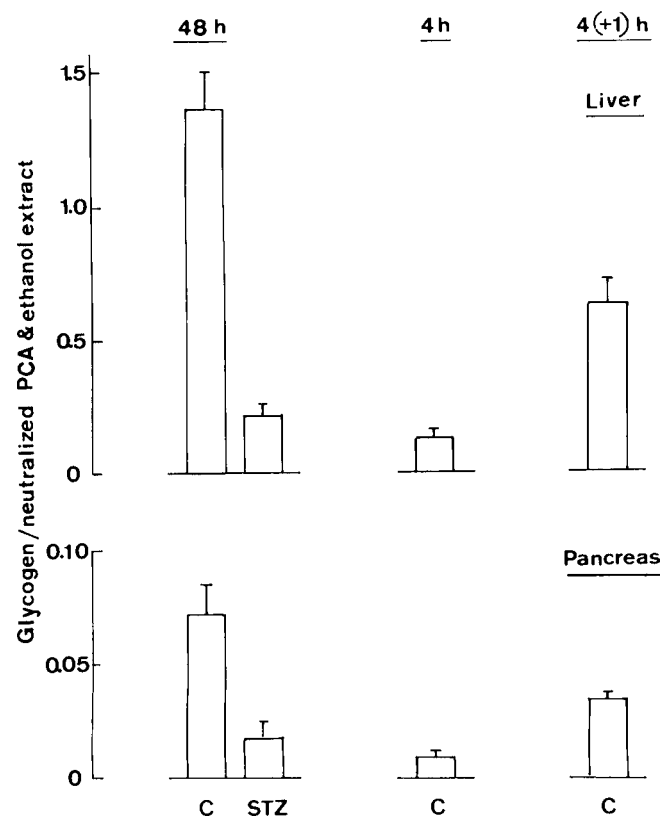 48 h
4h
4(+1) h
Liver
1.5
1.0
0.5
0
Glycogen/neutralized PCA & ethanol extract
Pancreas
0.10
0.05
0
C STZ C C